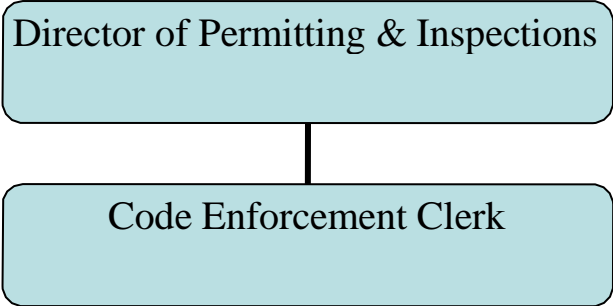 Director of Permitting & Inspections
Code Enforcement Clerk